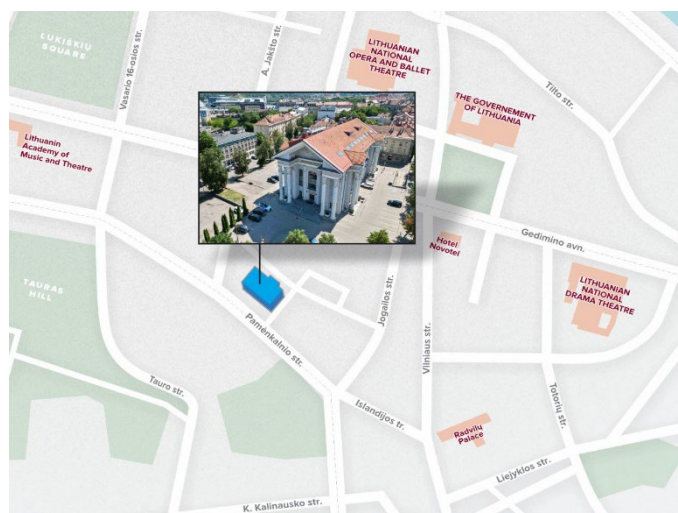 LUKIŠKIŲ
SQUARE
Vasario 16-osios str.
A. Jakšto str.
LITHUANIAN
NATIONAL
OPERA AND BALLET
THEATRE
THE GOVERNEMENT
OF LITHUANIA
Tilto str.
Lithuanin
Academy of
Music and Theatre
Gedimino avn.
Hotel
Novotel
TAURAS
HILL
LITHUANIAN
NATIONAL
DRAMA THEATRE
Jogailos str.
Pamėnkalnio str.
Vilniaus str.
Tauro str.
Islandijos tr.
Totorių str.
Radvilų
Palace
Liejyklos str.
K. Kalinausko str.